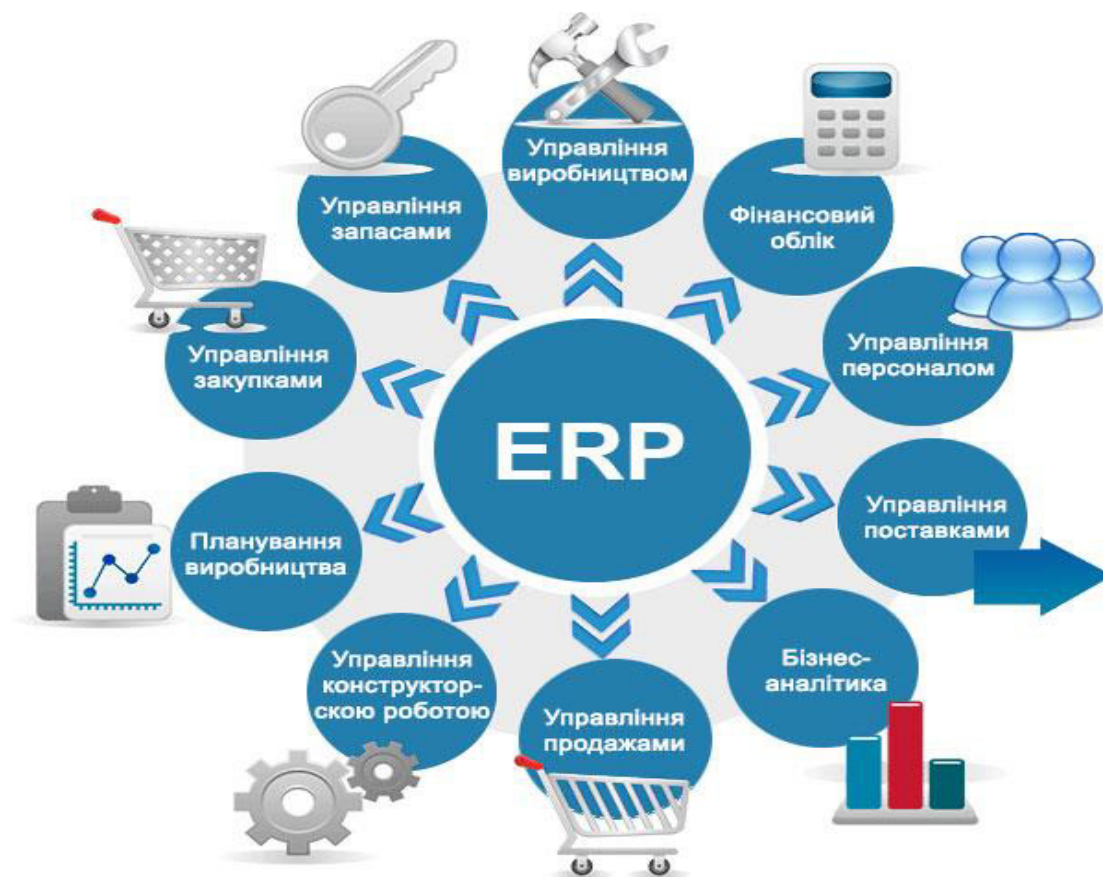 Управління
виробництвом
Фінансовий
облік
Управління
персоналом
Управління
поставками
Бізнес-
аналітика
Управління
продажами
Управління
конструктор-
скою роботою
Планування
виробництва
Управління
закупками
Управління
запасами
ERP